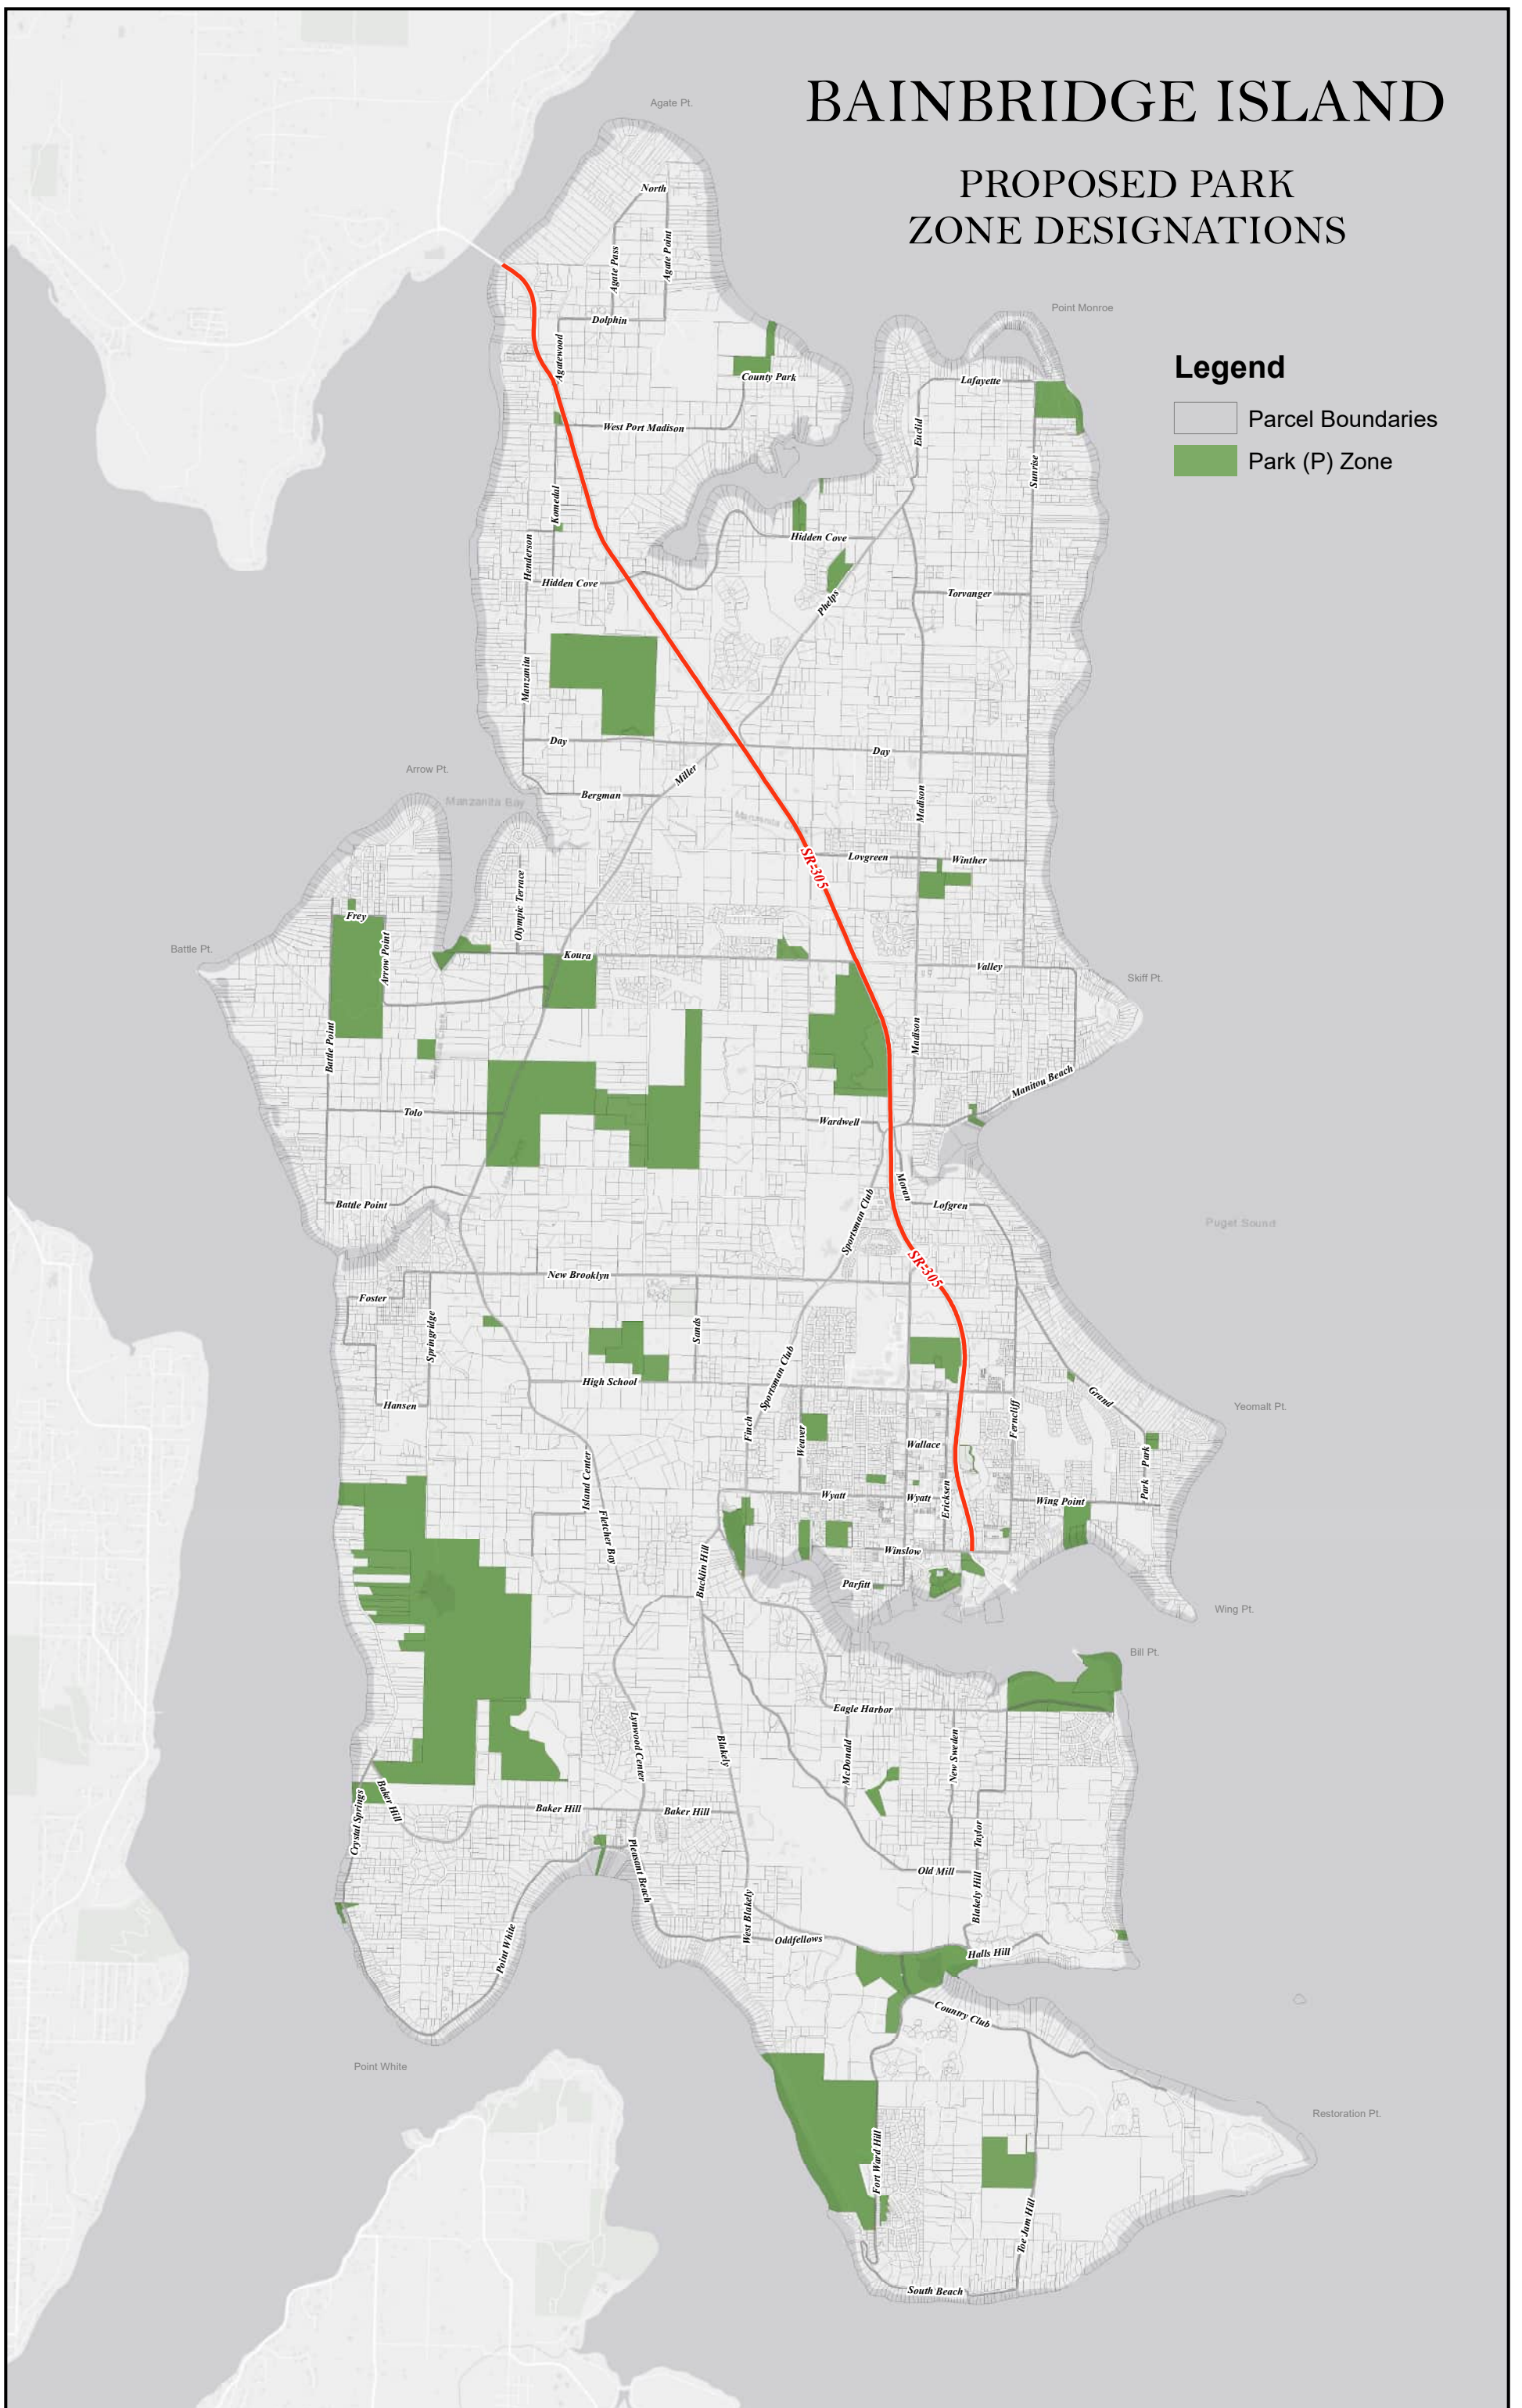 BAINBRIDGE ISLAND
PROPOSED PARK
ZONE DESIGNATIONS
Agate Pt.
North
Agate Pass
Agate Point
Dolphin
Agatewood
Point Monroe
Legend
Parcel Boundaries
Park (P) Zone
County Park
Lafayette
West Port Madison
Euclid
Sunrise
Komedal
Henderson
Hidden Cove
Hidden Cove
Phelps
Torvanger
Manzanita
Day
Day
Miller
Bergman
Arrow Pt.
Manzanita Bay
Madison
SR-305
Lovgreen
Winther
Olympic Terrace
Frey
Arrow Point
Battle Pt.
Koura
Valley
Skiff Pt.
Battle Point
Madison
Manitou Beach
Tolo
Wardwell
Moran
Sportsman Club
Battle Point
Lofgren
Puget Sound
SR-305
New Brooklyn
Foster
Springridge
Sands
Sportsman Club
High School
Hansen
Grand
Ferncliff
Yeomalt Pt.
Finch
Weaver
Wallace
Park
Park
Island Center
Wyatt
Wyatt
Ericksen
Wing Point
Fletcher Bay
Winslow
Bucklin Hill
Parfitt
Wing Pt.
Bill Pt.
Eagle Harbor
Lynwood Center
Blakely
McDonald
New Sweden
Baker Hill
Baker Hill
Baker Hill
Crystal Springs
Taylor
Pleasant Beach
Old Mill
Blakely Hill
West Blakely
Point White
Oddfellows
Halls Hill
Country Club
Point White
Restoration Pt.
Fort Ward Hill
Toe Jam Hill
South Beach